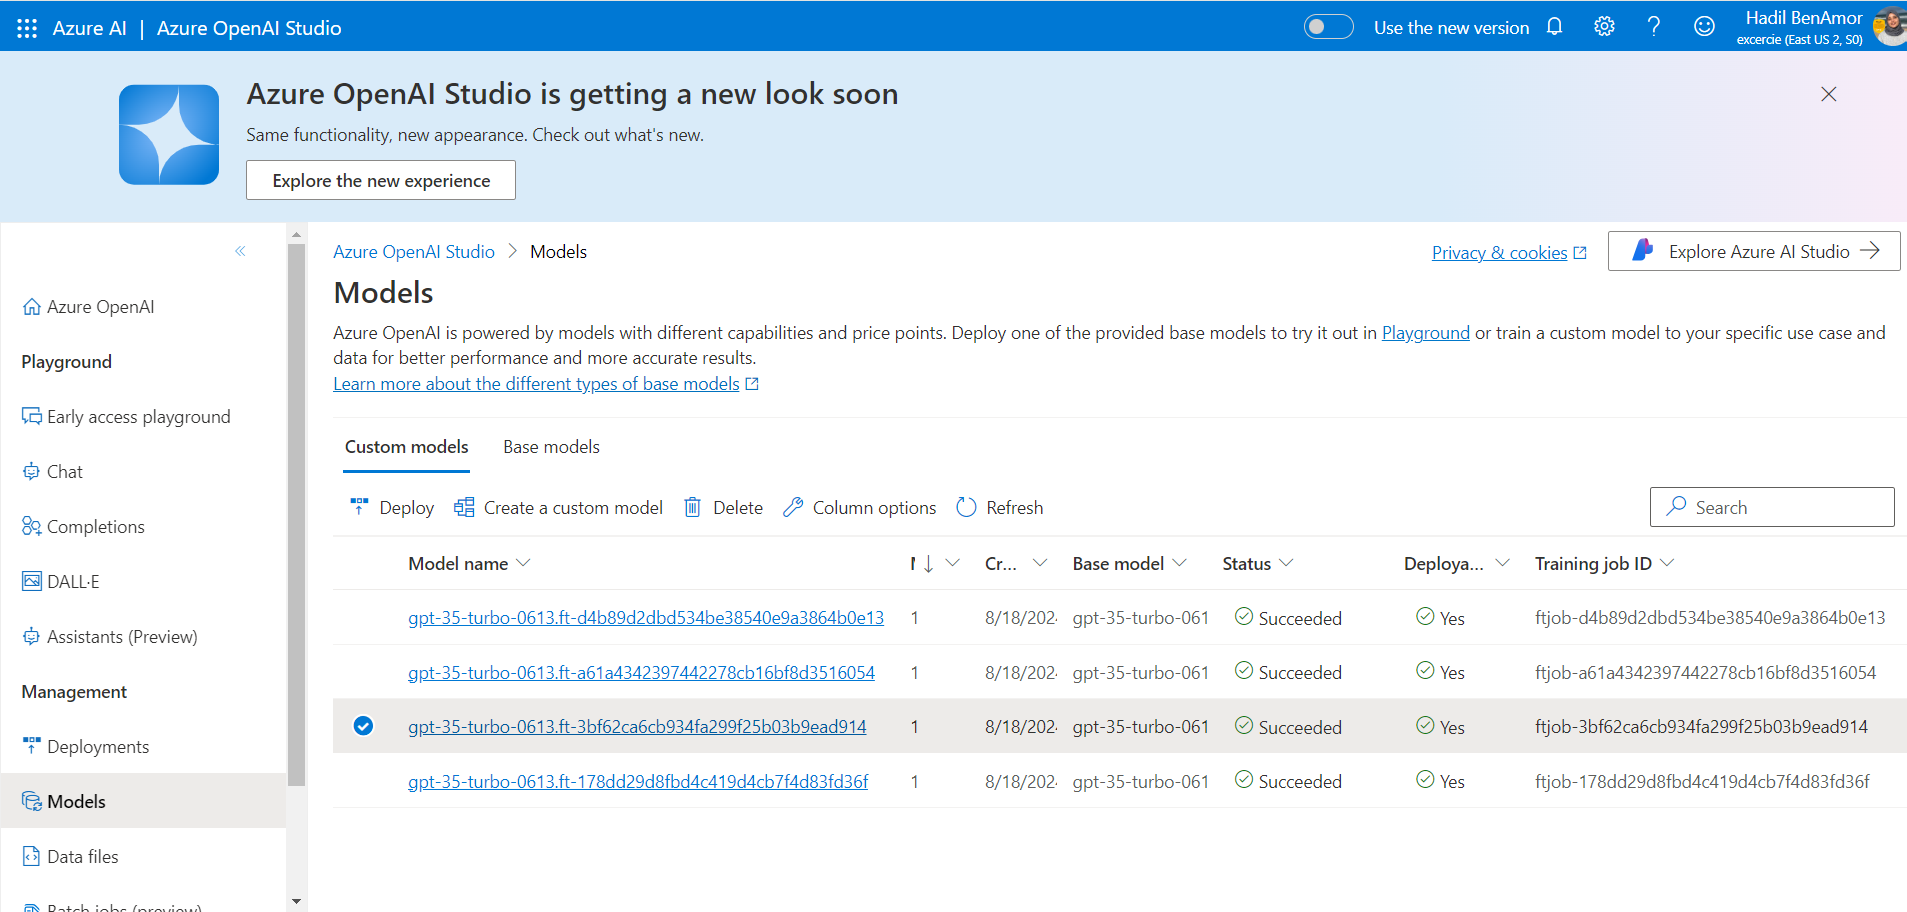 Azure AI | Azure OpenAI Studio
Use the new version
Hadil BenAmor
excercie (East US 2, S0)
Azure OpenAI Studio is getting a new look soon
Same functionality, new appearance. Check out what's new.
Explore the new experience
Azure OpenAI
Playground
Early access playground
Chat
Completions
DALL·E
Assistants (Preview)
Management
Deployments
Models
Data files
Batch jobs (preview)
Azure OpenAI Studio > Models
Privacy & cookies
Explore Azure AI Studio
Models
Azure OpenAI is powered by models with different capabilities and price points. Deploy one of the provided base models to try it out in Playground or train a custom model to your specific use case and
data for better performance and more accurate results.
Learn more about the different types of base models
Custom models Base models
Deploy Create a custom model Delete Column options Refresh
Search
Model name Cr... Base model Status Deploya... Training job ID
gpt-35-turbo-0613.ft-d4b89d2dbd534be38540e9a3864b0e13 1 8/18/202 gpt-35-turbo-061 Succeeded Yes ftjob-d4b89d2dbd534be38540e9a3864b0e13
gpt-35-turbo-0613.ft-a61a4342397442278cb16bf8d3516054 1 8/18/202 gpt-35-turbo-061 Succeeded Yes ftjob-a61a4342397442278cb16bf8d3516054
gpt-35-turbo-0613.ft-3bf62ca6cb934fa299f25b03b9ead914 1 8/18/202 gpt-35-turbo-061 Succeeded Yes ftjob-3bf62ca6cb934fa299f25b03b9ead914
gpt-35-turbo-0613.ft-178dd29d8fbd4c419d4cb7f4d83fd36f 1 8/18/202 gpt-35-turbo-061 Succeeded Yes ftjob-178dd29d8fbd4c419d4cb7f4d83fd36f